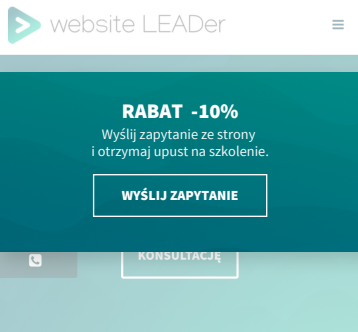 website LEADer
RABAT -10%
Wyślij zapytanie ze strony
i otrzymaj upust na szkolenie.
WYŚLIJ ZAPYTANIE
KONSULTACJĘ